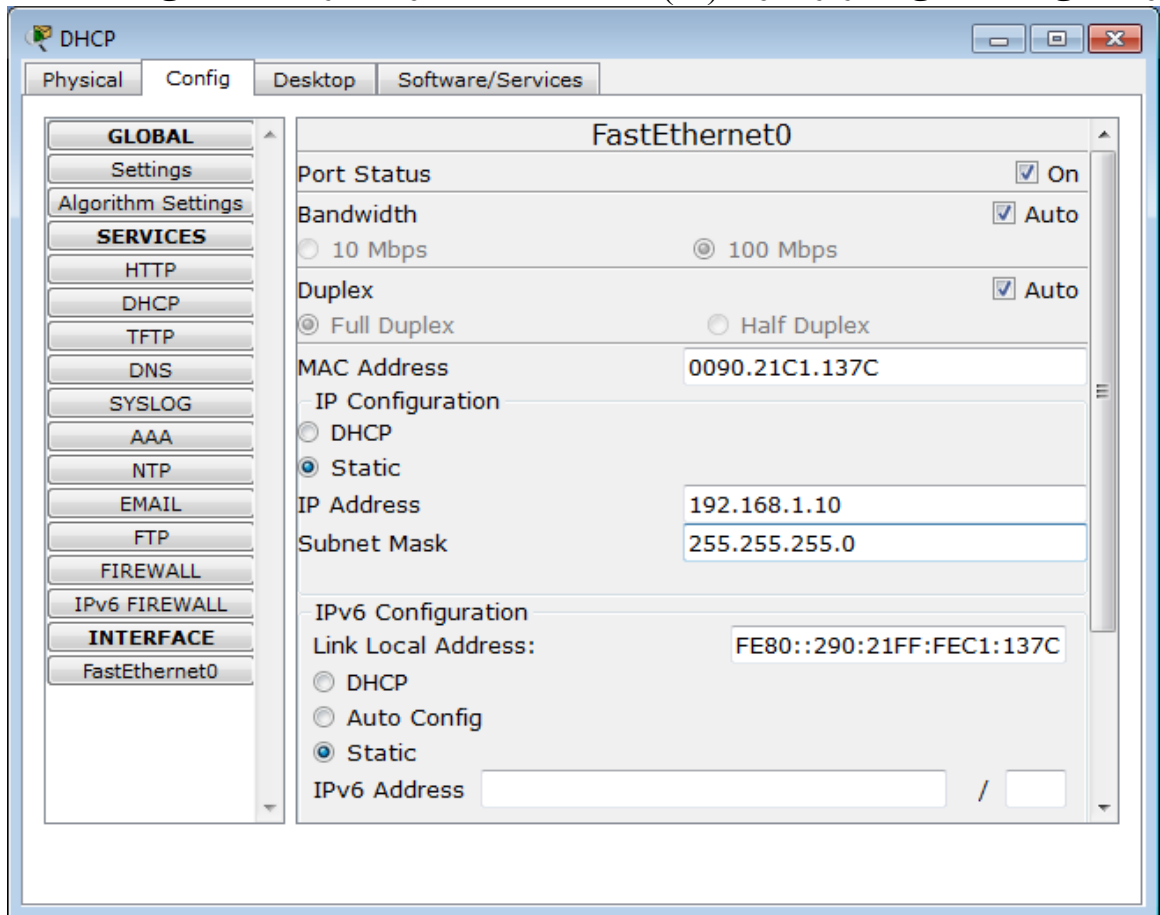 DHCP
Physical Config Desktop Software/Services
GLOBAL
Settings
Algorithm Settings
SERVICES
HTTP
DHCP
TFTP
DNS
SYSLOG
AAA
NTP
EMAIL
FTP
FIREWALL
IPv6 FIREWALL
INTERFACE
FastEthernet0
FastEthernet0
Port Status On
Bandwidth Auto
10 Mbps 100 Mbps
Duplex Auto
Full Duplex Half Duplex
MAC Address 0090.21C1.137C
IP Configuration
DHCP
Static
IP Address 192.168.1.10
Subnet Mask 255.255.255.0
IPv6 Configuration
Link Local Address: FE80::290:21FF:FEC1:137C
DHCP
Auto Config
Static
IPv6 Address /